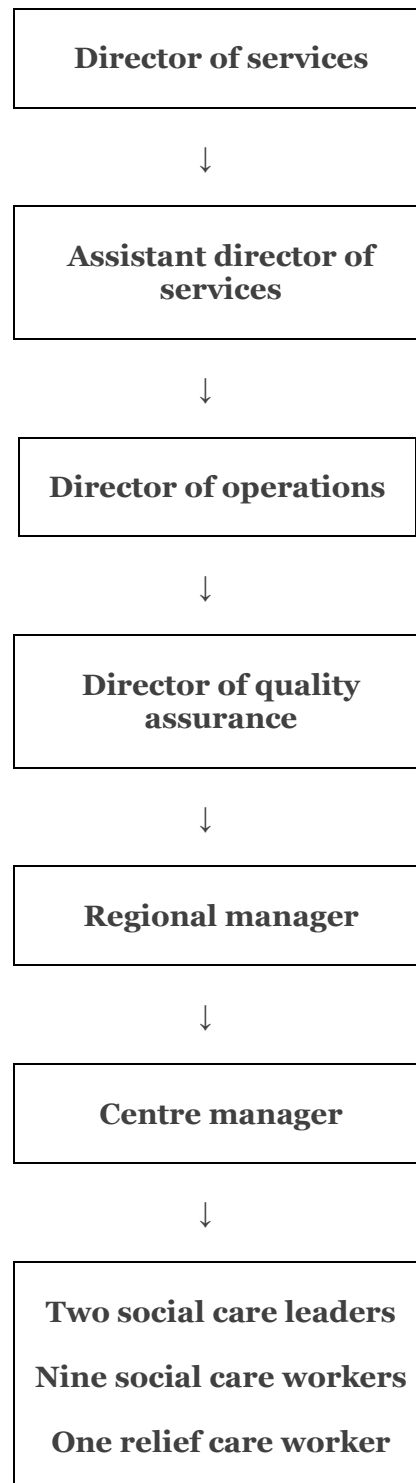 Director of services
↓
Assistant director of
services
↓
Director of operations
↓
Director of quality
assurance
↓
Regional manager
↓
Centre manager
↓
Two social care leaders
Nine social care workers
One relief care worker